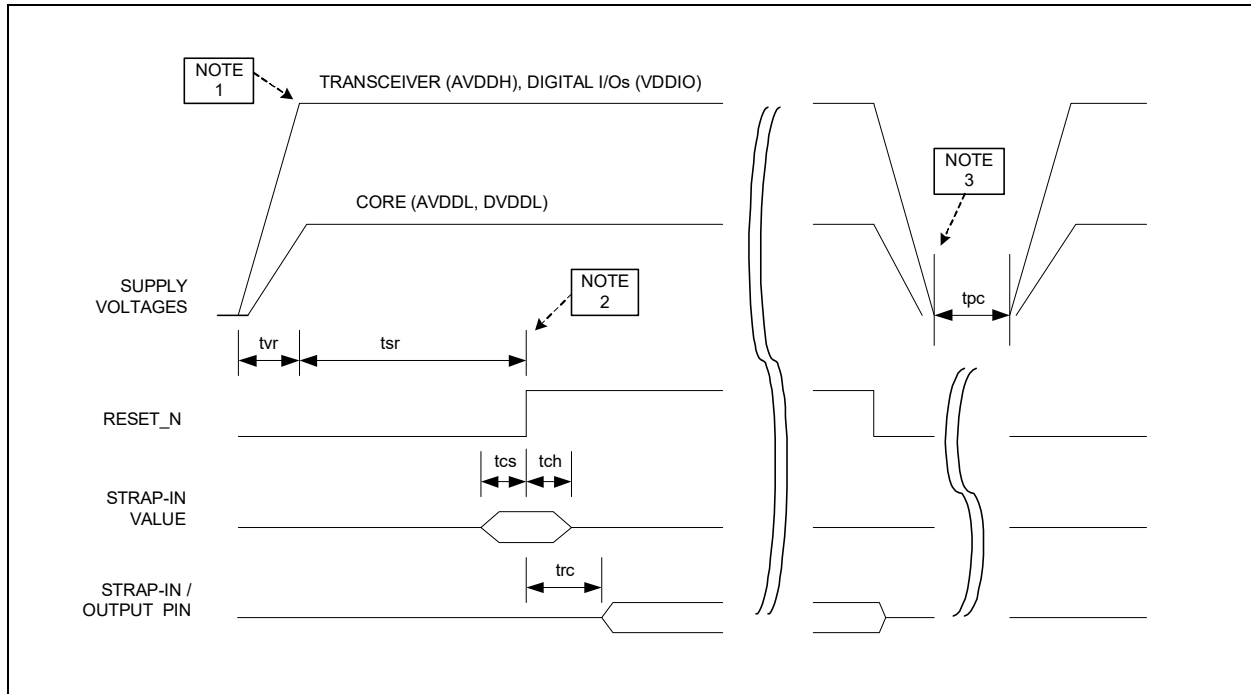 NOTE
1
TRANSCEIVER (AVDDH), DIGITAL I/Os (VDDIO)
NOTE
3
CORE (AVDDL, DVDDL)
SUPPLY
VOLTAGES
NOTE
2
tpc
tvr
tsr
RESET_N
tcs
tch
STRAP-IN
VALUE
trc
STRAP-IN /
OUTPUT PIN